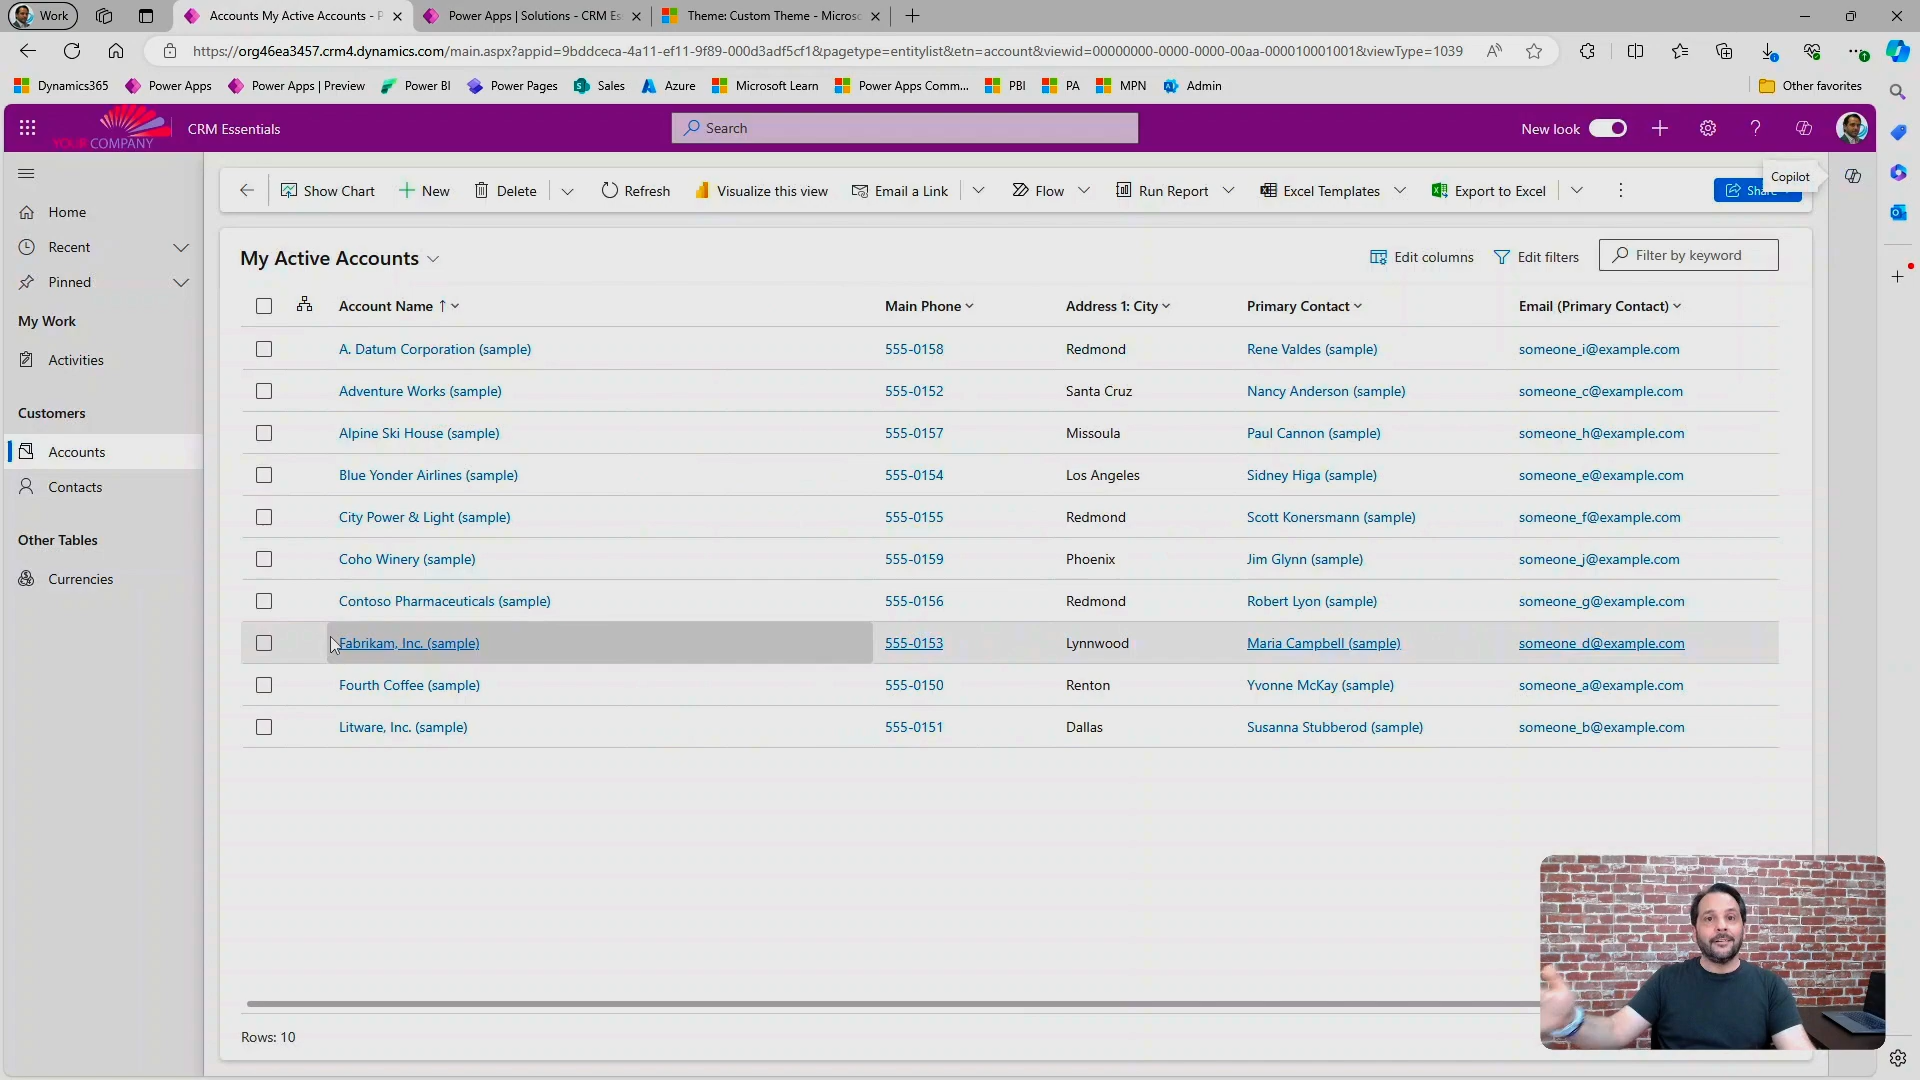 Work
Accounts My Active Accounts - P
Power Apps | Solutions - CRM Es
Theme: Custom Theme - Micros
https://org46ea3457.crm4.dynamics.com/main.aspx?appid=9bddceca-4a11-ef11-9f89-000d3adf5cf1&pagetype=entitylist&etn=account&viewid=00000000-0000-0000-00aa-000010001001&viewType=1039
Dynamics365
Power Apps
Power Apps | Preview
Power BI
Power Pages
Sales
Azure
Microsoft Learn
Power Apps Comm...
PBI
PA
MPN
Admin
Other favorites
YOUR COMPANY
CRM Essentials
Search
New look
Show Chart
New
Delete
Refresh
Visualize this view
Email a Link
Flow
Run Report
Excel Templates
Export to Excel
Share
Copilot
Home
Recent
Pinned
My Work
Activities
Customers
Accounts
Contacts
Other Tables
Currencies
My Active Accounts
Edit columns
Edit filters
Filter by keyword
Account Name ↑ Main Phone Address 1: City Primary Contact Email (Primary Contact)
A. Datum Corporation (sample) 555-0158 Redmond Rene Valdes (sample) someone_i@example.com
Adventure Works (sample) 555-0152 Santa Cruz Nancy Anderson (sample) someone_c@example.com
Alpine Ski House (sample) 555-0157 Missoula Paul Cannon (sample) someone_h@example.com
Blue Yonder Airlines (sample) 555-0154 Los Angeles Sidney Higa (sample) someone_e@example.com
City Power & Light (sample) 555-0155 Redmond Scott Konersmann (sample) someone_f@example.com
Coho Winery (sample) 555-0159 Phoenix Jim Glynn (sample) someone_j@example.com
Contoso Pharmaceuticals (sample) 555-0156 Redmond Robert Lyon (sample) someone_g@example.com
Fabrikam, Inc. (sample) 555-0153 Lynnwood Maria Campbell (sample) someone_d@example.com
Fourth Coffee (sample) 555-0150 Renton Yvonne McKay (sample) someone_a@example.com
Litware, Inc. (sample) 555-0151 Dallas Susanna Stubberod (sample) someone_b@example.com
Rows: 10